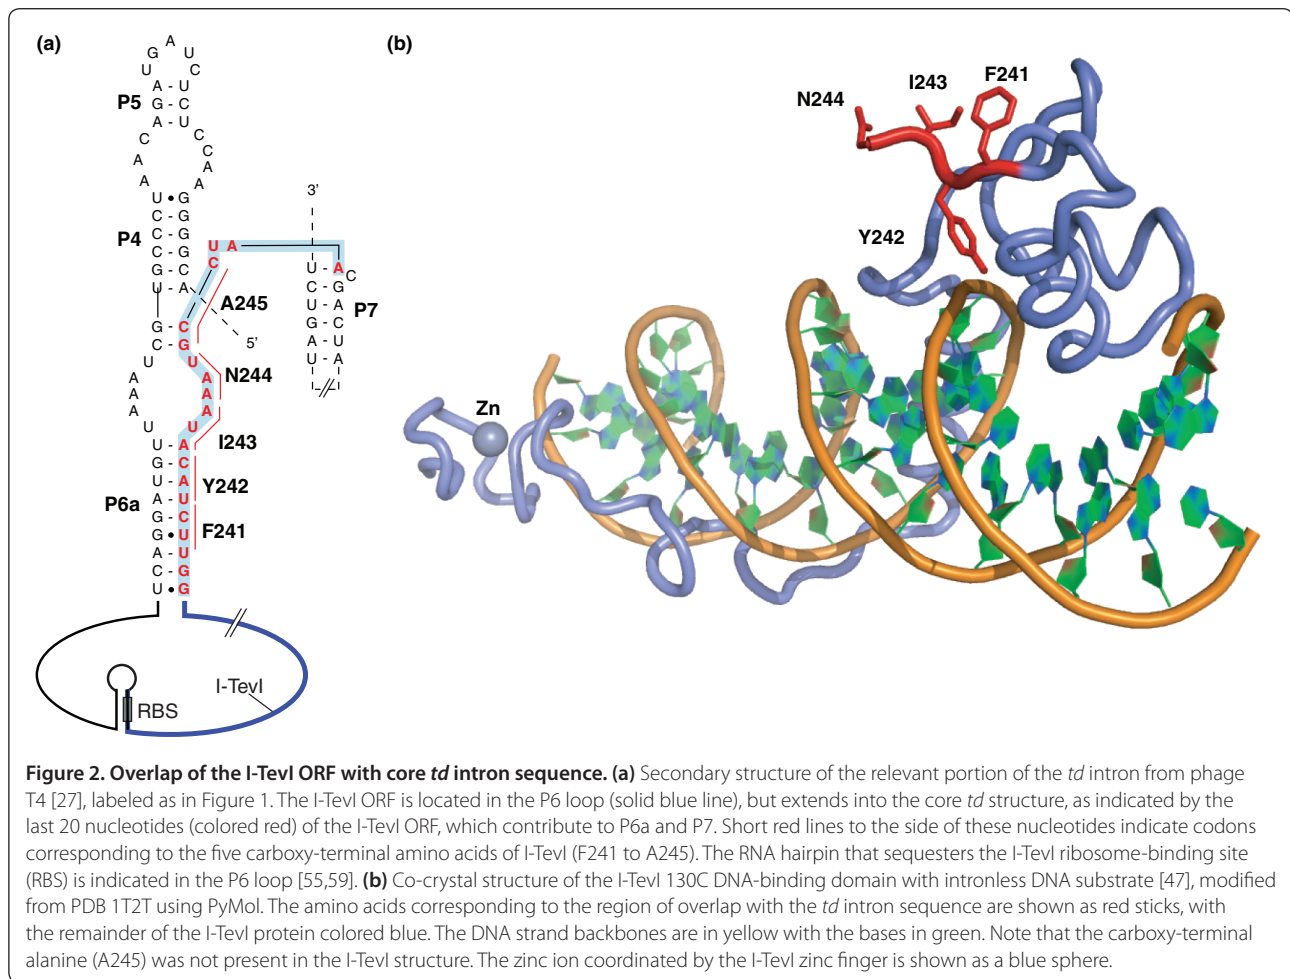 (a)
A
G U
U C
A - U
P5
G - C
A - U
C C
A C
A A
A
U • G
C - G
C - G
P4
C - G
G - C
U - A
U A
C
3’
U - A C
C - G
U - A
G - C
A - U
U - A
P7
A245
5’
G - C
C - G
U U
A A
A A
A A
N244
U U
I243
U - A
G - C
U - A
Y242
A - U
P6a
G - C
G • U
F241
A - U
C - G
U • G
I-TevI
RBS
(b)
N244
I243
F241
Y242
Zn
Figure 2. Overlap of the I-TevI ORF with core td intron sequence. (a) Secondary structure of the relevant portion of the td intron from phage
T4 [27], labeled as in Figure 1. The I-TevI ORF is located in the P6 loop (solid blue line), but extends into the core td structure, as indicated by the
last 20 nucleotides (colored red) of the I-TevI ORF, which contribute to P6a and P7. Short red lines to the side of these nucleotides indicate codons
corresponding to the five carboxy-terminal amino acids of I-TevI (F241 to A245). The RNA hairpin that sequesters the I-TevI ribosome-binding site
(RBS) is indicated in the P6 loop [55,59]. (b) Co-crystal structure of the I-TevI 130C DNA-binding domain with intronless DNA substrate [47], modified
from PDB 1T2T using PyMol. The amino acids corresponding to the region of overlap with the td intron sequence are shown as red sticks, with
the remainder of the I-TevI protein colored blue. The DNA strand backbones are in yellow with the bases in green. Note that the carboxy-terminal
alanine (A245) was not present in the I-TevI structure. The zinc ion coordinated by the I-TevI zinc finger is shown as a blue sphere.